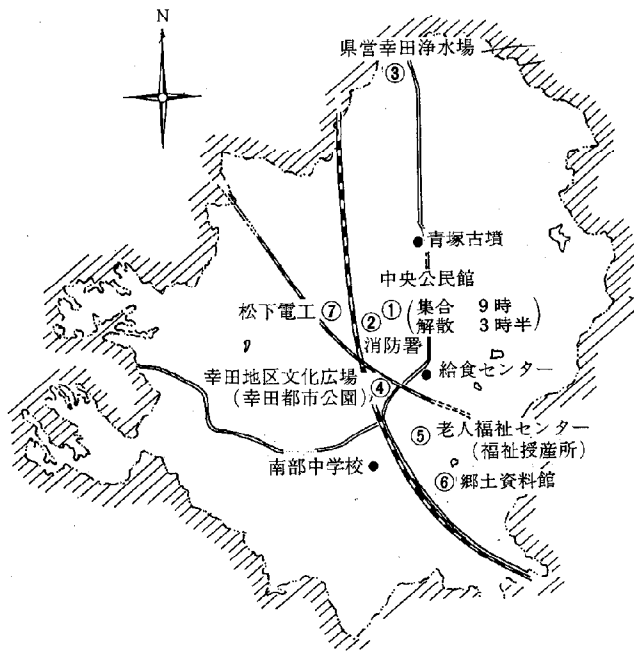 N
県営幸田浄水場
③
青塚古墳
中央公民館
① (集合 9時
解散 3時半)
松下電工 ⑦
②
消防署
給食センター
幸田地区文化広場
(幸田都市公園)
④
⑤ 老人福祉センター
(福祉授産所)
南部中学校
⑥ 郷土資料館